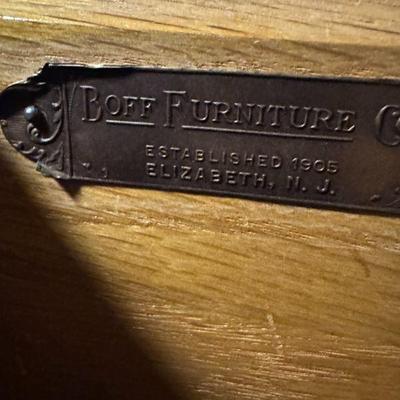 BOFF FURNITURE C
ESTABLISHED 1905
ELIZABETH, N. J.